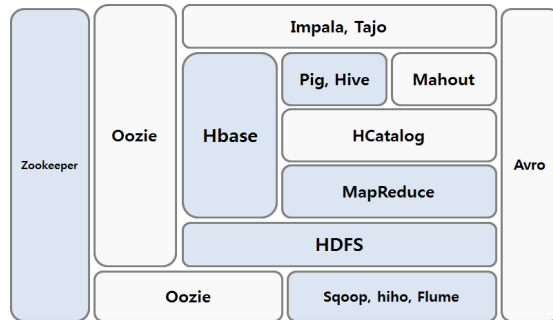 Impala, Tajo
Pig, Hive
Mahout
Oozie
Hbase
HCatalog
Zookeeper
Avro
MapReduce
HDFS
Oozie
Sqoop, hiho, Flume